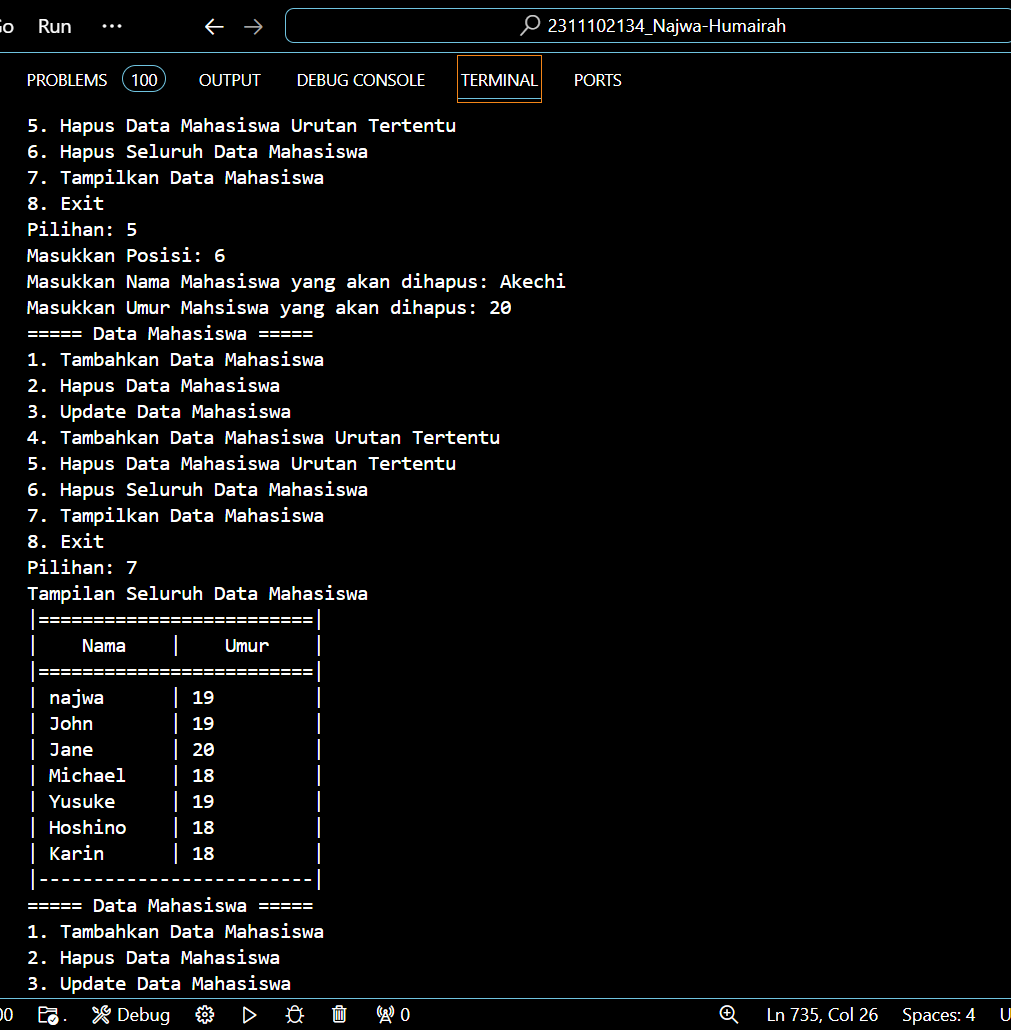 Run ...
2311102134_Najwa-Humairah
PROBLEMS 100 OUTPUT DEBUG CONSOLE TERMINAL PORTS
5. Hapus Data Mahasiswa Urutan Tertentu
6. Hapus Seluruh Data Mahasiswa
7. Tampilkan Data Mahasiswa
8. Exit
Pilihan: 5
Masukkan Posisi: 6
Masukkan Nama Mahasiswa yang akan dihapus: Akechi
Masukkan Umur Mahsiswa yang akan dihapus: 20
===== Data Mahasiswa =====
1. Tambahkan Data Mahasiswa
2. Hapus Data Mahasiswa
3. Update Data Mahasiswa
4. Tambahkan Data Mahasiswa Urutan Tertentu
5. Hapus Data Mahasiswa Urutan Tertentu
6. Hapus Seluruh Data Mahasiswa
7. Tampilkan Data Mahasiswa
8. Exit
Pilihan: 7
Tampilan Seluruh Data Mahasiswa
|=========================|
|    Nama    |    Umur    |
|=========================|
| najwa      | 19         |
| John       | 19         |
| Jane       | 20         |
| Michael    | 18         |
| Yusuke     | 19         |
| Hoshino    | 18         |
| Karin      | 18         |
|-------------------------|
===== Data Mahasiswa =====
1. Tambahkan Data Mahasiswa
2. Hapus Data Mahasiswa
3. Update Data Mahasiswa
Debug 0 Ln 735, Col 26 Spaces: 4